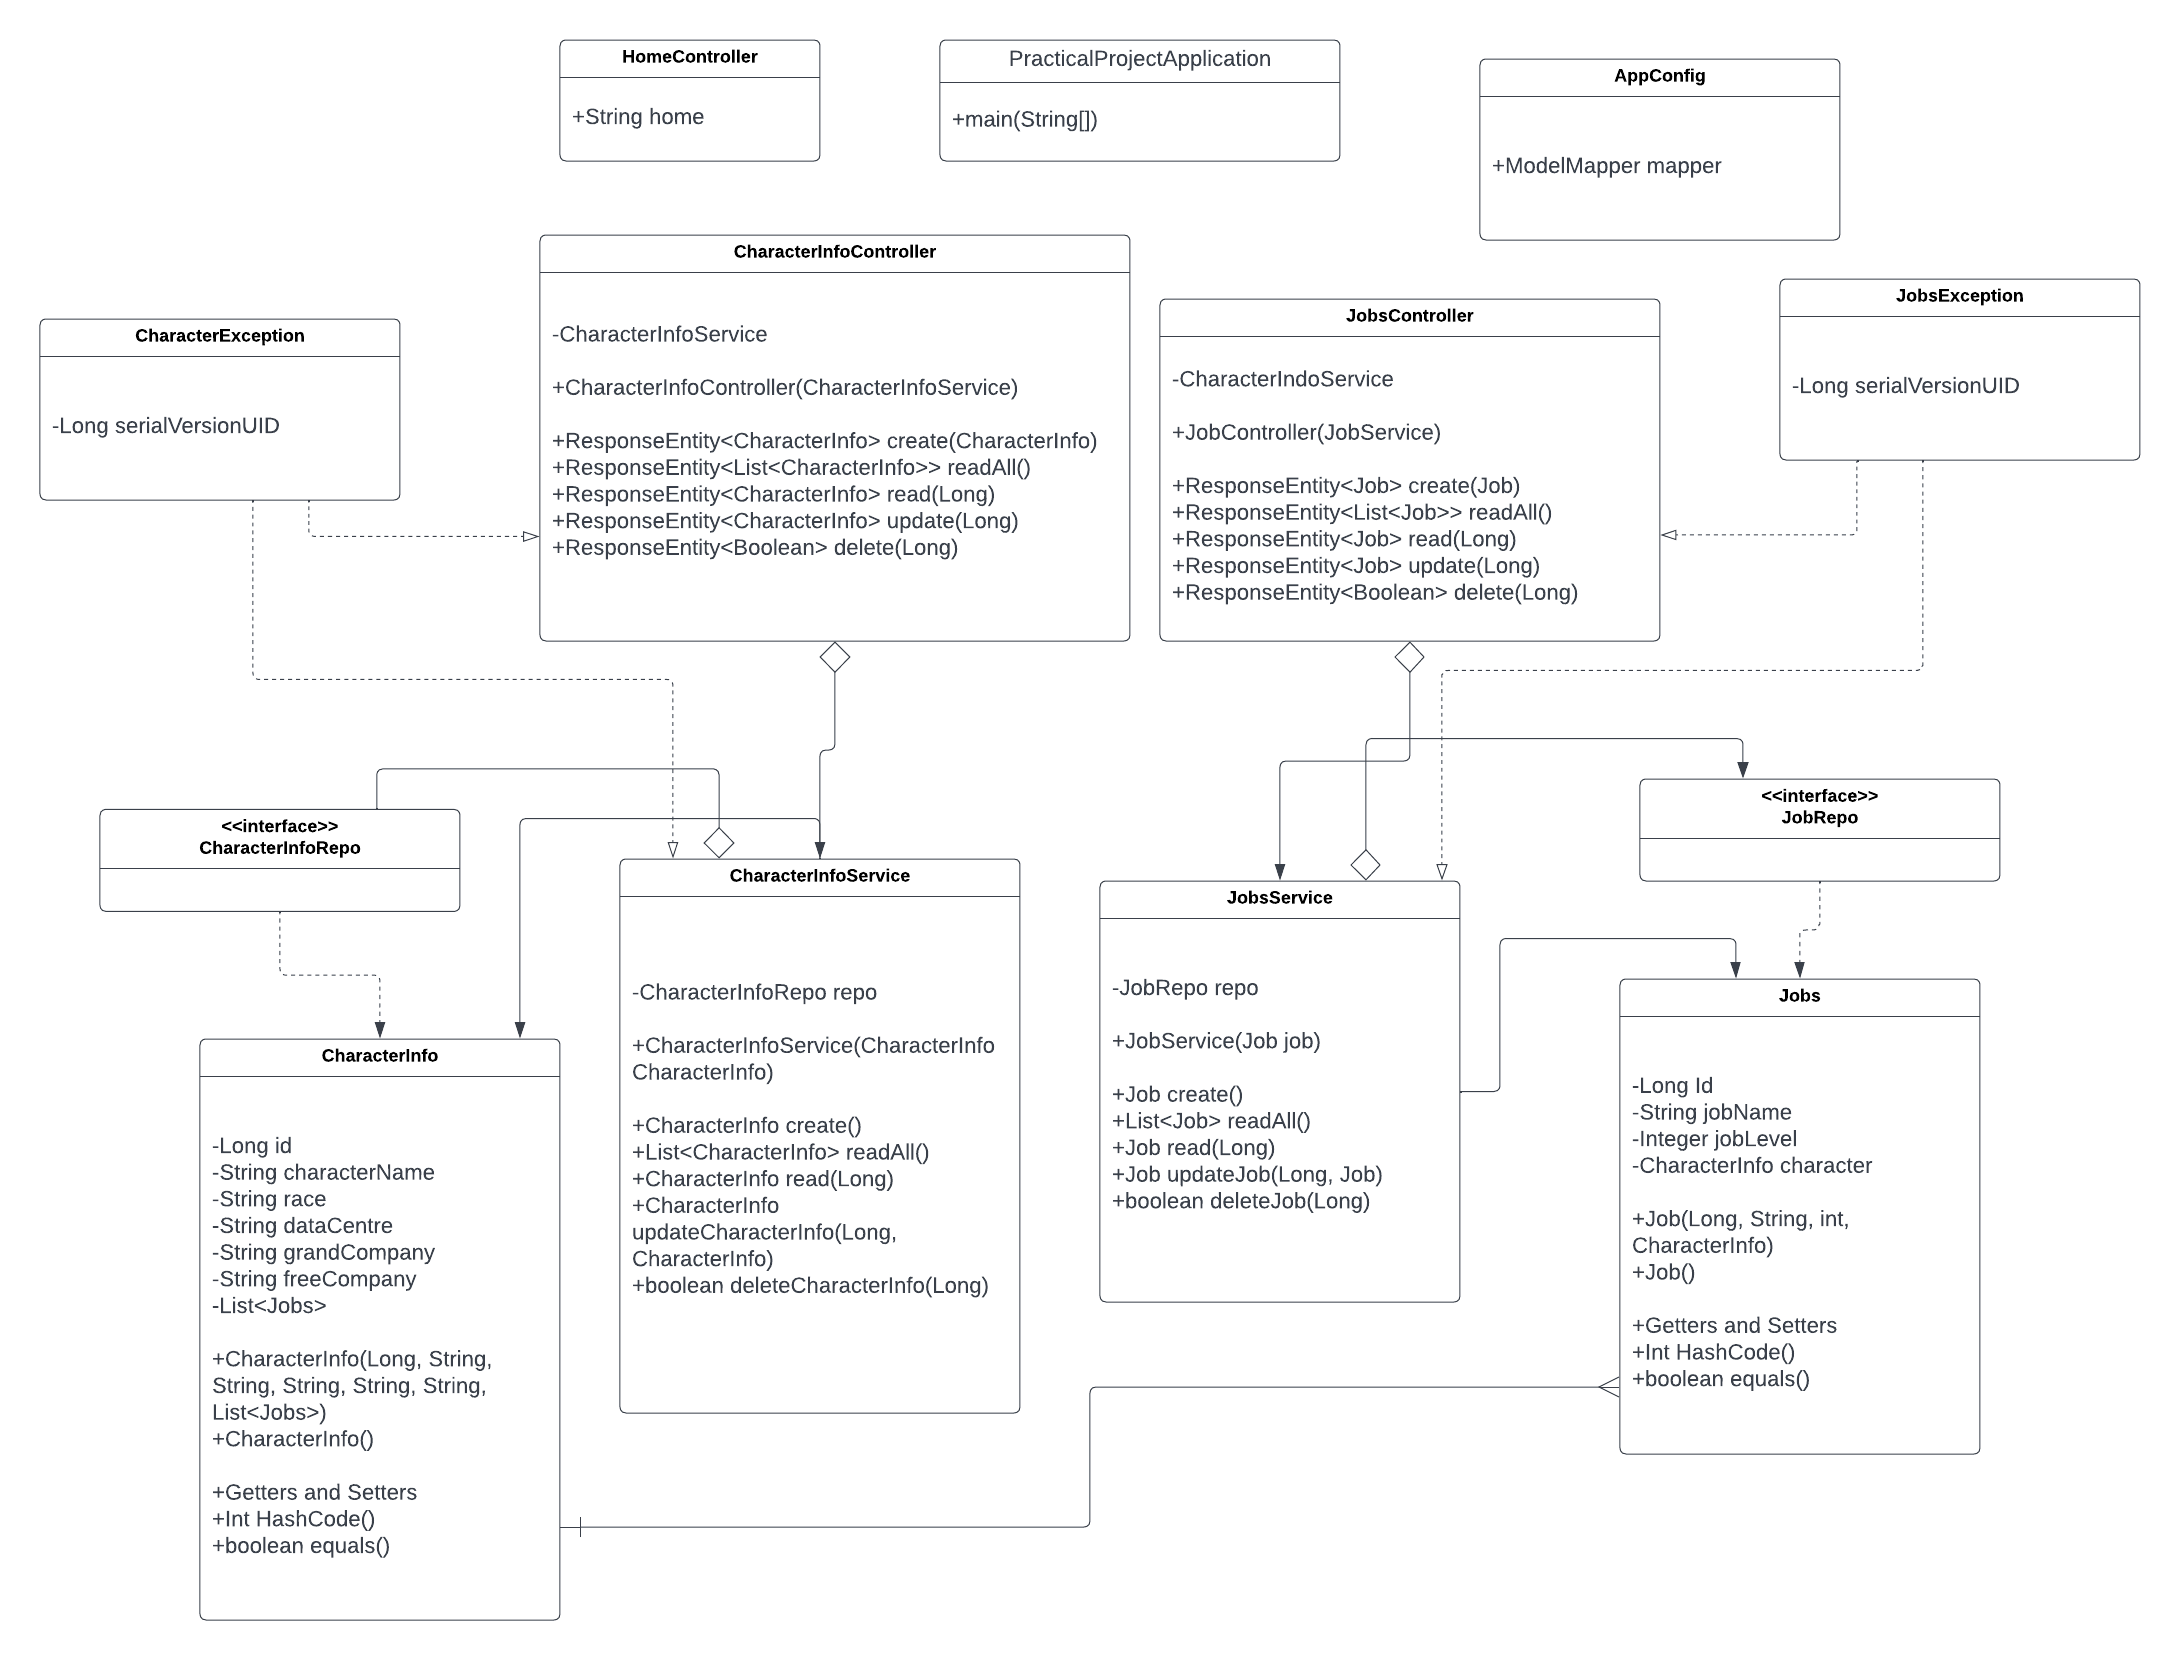 HomeController
+String home
PracticalProjectApplication
+main(String[])
AppConfig
+ModelMapper mapper
CharacterInfoController
-CharacterInfoService
+CharacterInfoController(CharacterInfoService)
+ResponseEntity<CharacterInfo> create(CharacterInfo)
+ResponseEntity<List<CharacterInfo>> readAll()
+ResponseEntity<CharacterInfo> read(Long)
+ResponseEntity<CharacterInfo> update(Long)
+ResponseEntity<Boolean> delete(Long)
JobsException
-Long serialVersionUID
JobsController
-CharacterIndoService
+JobController(JobService)
+ResponseEntity<Job> create(Job)
+ResponseEntity<List<Job>> readAll()
+ResponseEntity<Job> read(Long)
+ResponseEntity<Job> update(Long)
+ResponseEntity<Boolean> delete(Long)
CharacterException
-Long serialVersionUID
<<interface>>
CharacterInfoRepo
<<interface>>
JobRepo
CharacterInfoService
-CharacterInfoRepo repo
+CharacterInfoService(CharacterInfo
CharacterInfo)
+CharacterInfo create()
+List<CharacterInfo> readAll()
+CharacterInfo read(Long)
+CharacterInfo
updateCharacterInfo(Long,
CharacterInfo)
+boolean deleteCharacterInfo(Long)
JobsService
-JobRepo repo
+JobService(Job job)
+Job create()
+List<Job> readAll()
+Job read(Long)
+Job updateJob(Long, Job)
+boolean deleteJob(Long)
Jobs
-Long Id
-String jobName
-Integer jobLevel
-CharacterInfo character
+Job(Long, String, int,
CharacterInfo)
+Job()
+Getters and Setters
+Int HashCode()
+boolean equals()
CharacterInfo
-Long id
-String characterName
-String race
-String dataCentre
-String grandCompany
-String freeCompany
-List<Jobs>
+CharacterInfo(Long, String,
String, String, String, String,
List<Jobs>)
+CharacterInfo()
+Getters and Setters
+Int HashCode()
+boolean equals()